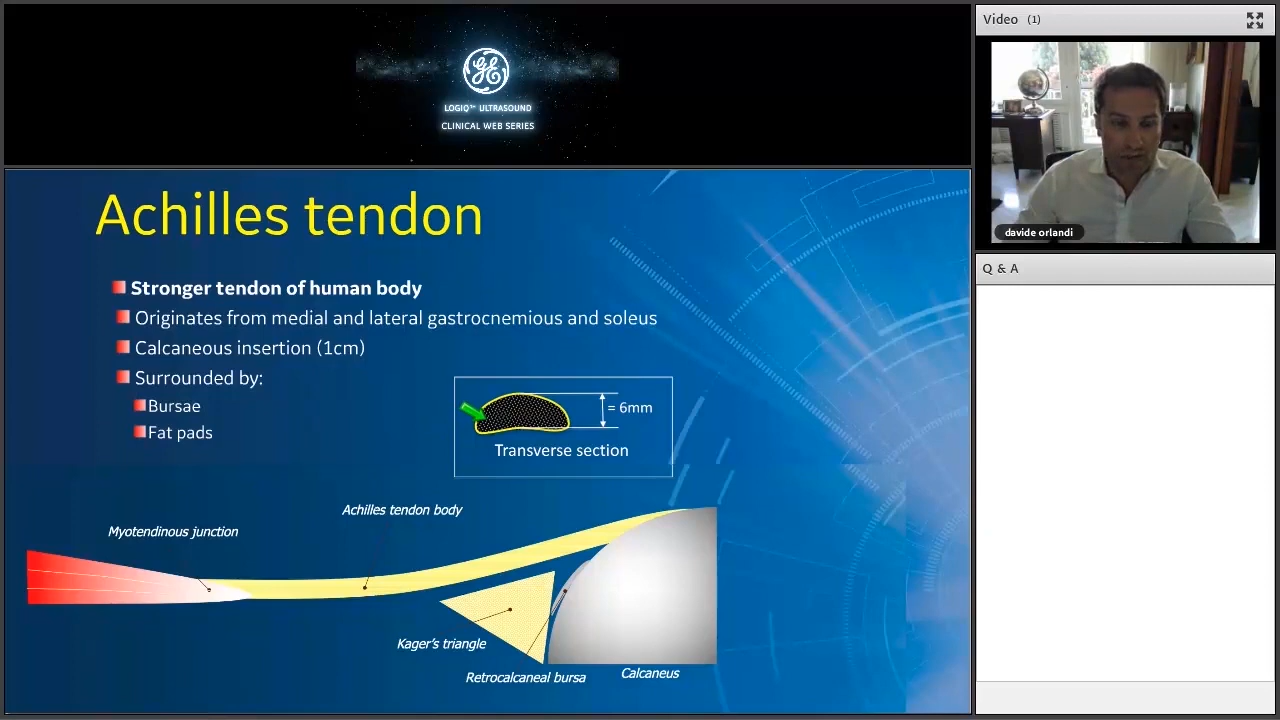 GE
LOGIQ™ ULTRASOUND
CLINICAL WEB SERIES
Video (1)
davide orlandi
Q & A
Achilles tendon
Stronger tendon of human body
Originates from medial and lateral gastrocnemious and soleus
Calcaneous insertion (1cm)
Surrounded by:
Bursae
Fat pads
= 6mm
Transverse section
Achilles tendon body
Myotendinous junction
Kager's triangle
Retrocalcaneal bursa
Calcaneus